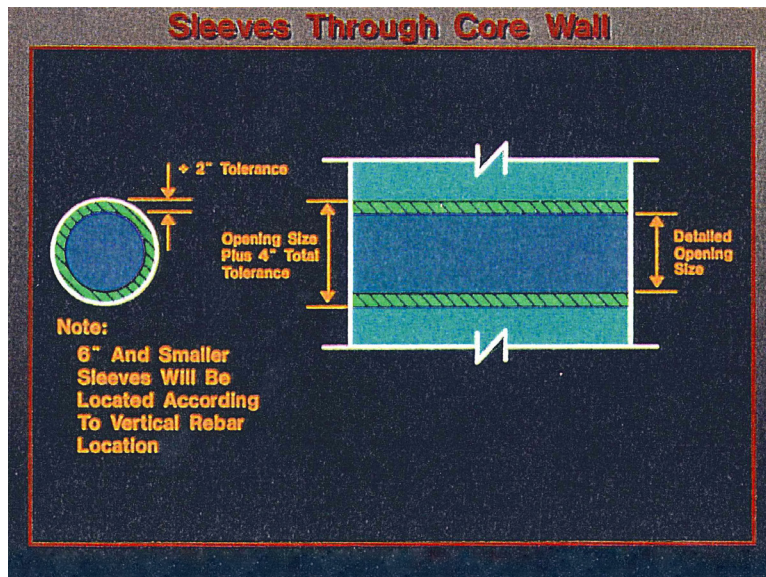 Sleeves Through Core Wall
+ 2" Tolerance
Opening Size
Plus 4" Total
Tolerance
Detailed
Opening
Size
Note:
6" And Smaller
Sleeves Will Be
Located According
To Vertical Rebar
Location